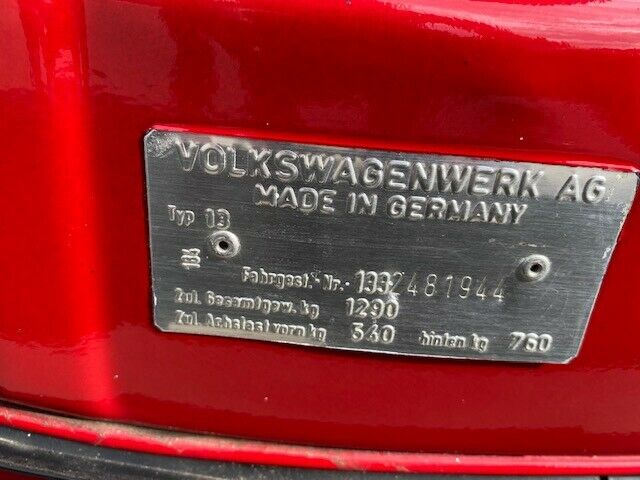 VOLKSWAGENWERK AG
MADE IN GERMANY
Typ 13
Fahrgest.-Nr. 1332481944
Zul. Gesamtgew. kg 1290
Zul. Achslast vorn kg 540 hinten kg 760